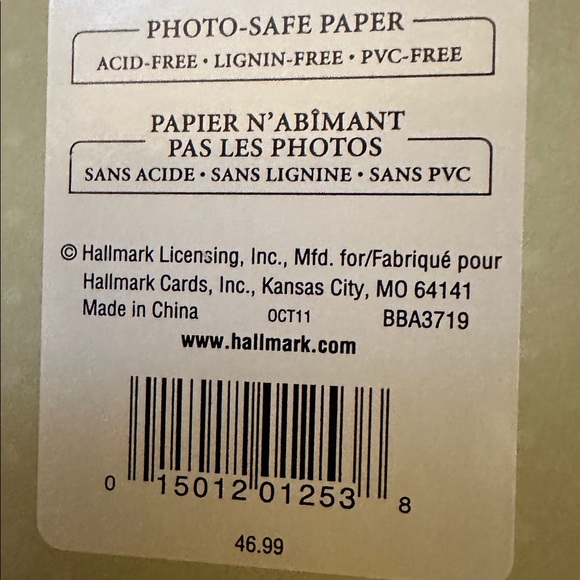 PHOTO-SAFE PAPER
ACID-FREE • LIGNIN-FREE • PVC-FREE
PAPIER N'ABÎMANT
PAS LES PHOTOS
SANS ACIDE • SANS LIGNINE • SANS PVC
© Hallmark Licensing, Inc., Mfd. for/Fabriqué pour
Hallmark Cards, Inc., Kansas City, MO 64141
Made in China OCT11 BBA3719
www.hallmark.com
0 15012 01253 8
46.99